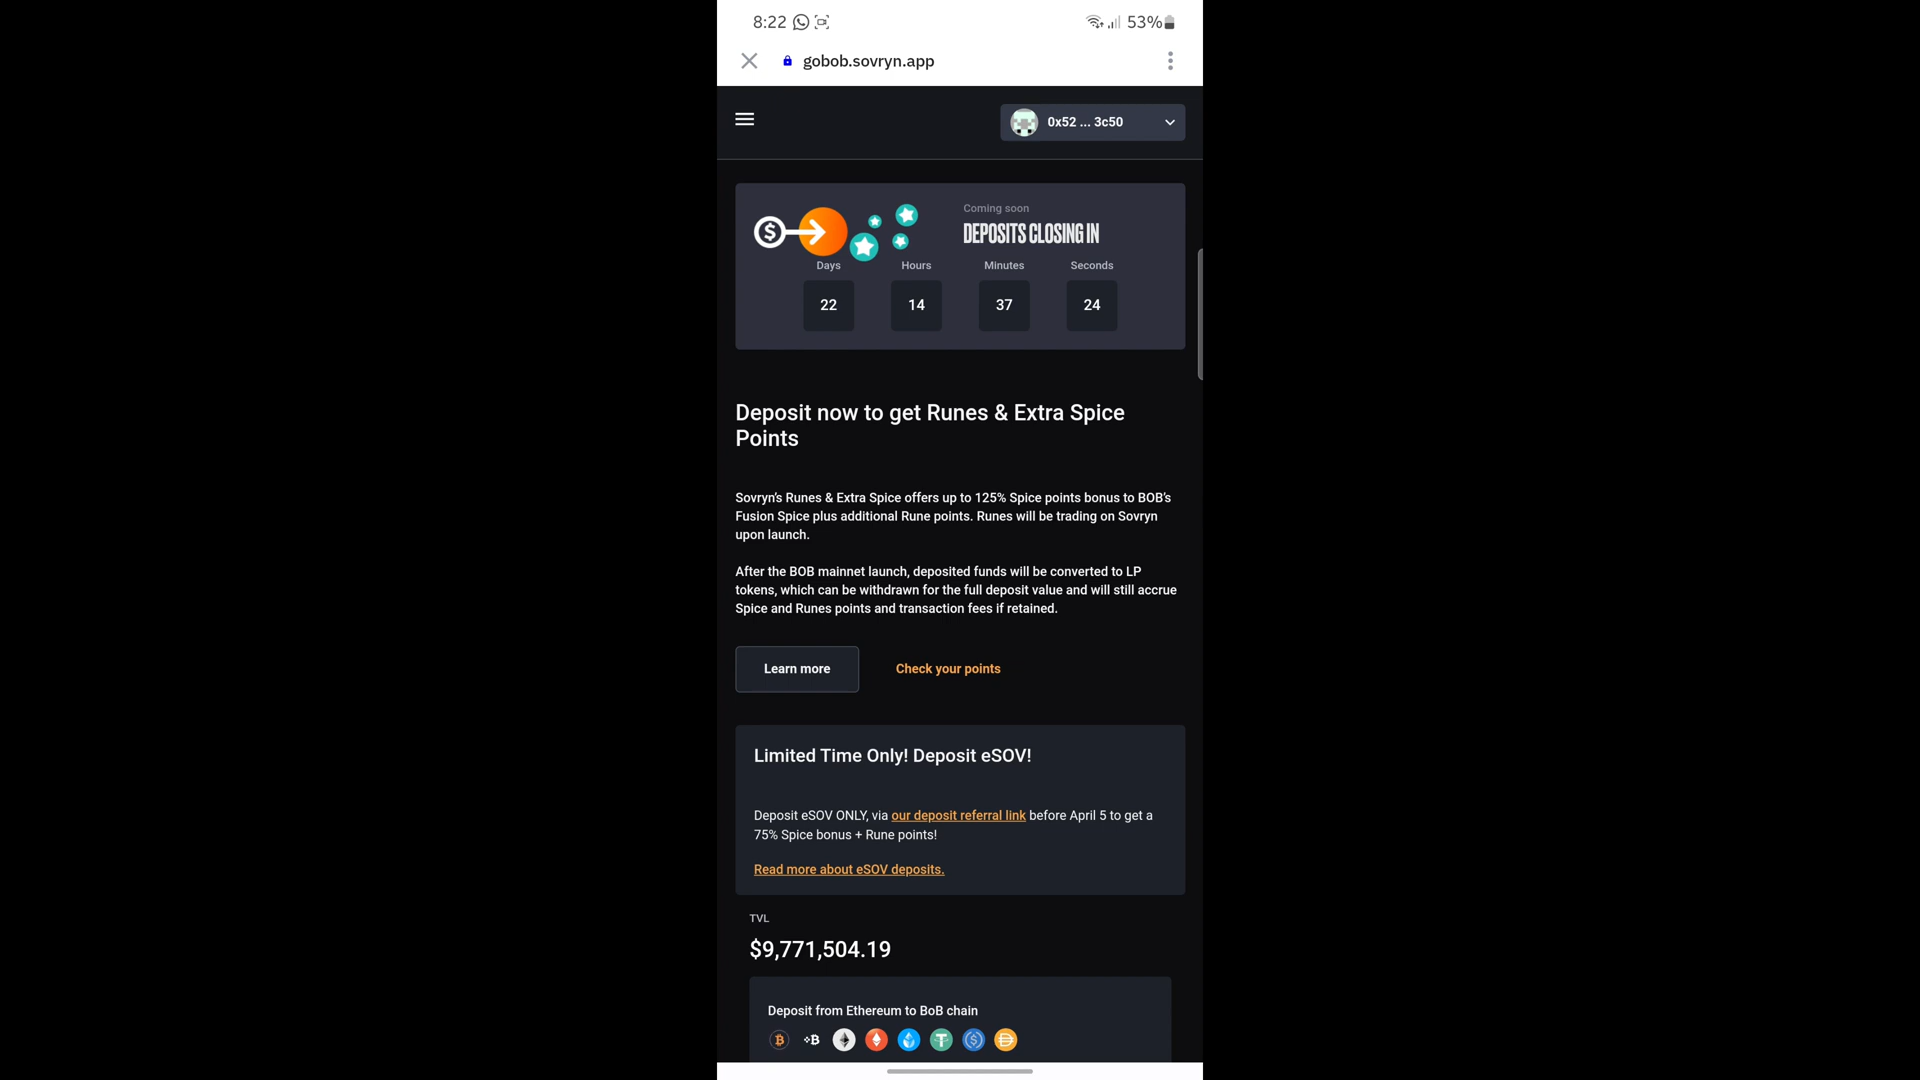 8:22
53%
gobob.sovryn.app
0x52 ... 3c50
Coming soon
DEPOSITS CLOSING IN
Days Hours Minutes Seconds
22 14 37 24
Deposit now to get Runes & Extra Spice
Points
Sovryn’s Runes & Extra Spice offers up to 125% Spice points bonus to BOB’s
Fusion Spice plus additional Rune points. Runes will be trading on Sovryn
upon launch.
After the BOB mainnet launch, deposited funds will be converted to LP
tokens, which can be withdrawn for the full deposit value and will still accrue
Spice and Runes points and transaction fees if retained.
Learn more
Check your points
Limited Time Only! Deposit eSOV!
Deposit eSOV ONLY, via our deposit referral link before April 5 to get a
75% Spice bonus + Rune points!
Read more about eSOV deposits.
TVL
$9,771,504.19
Deposit from Ethereum to BoB chain